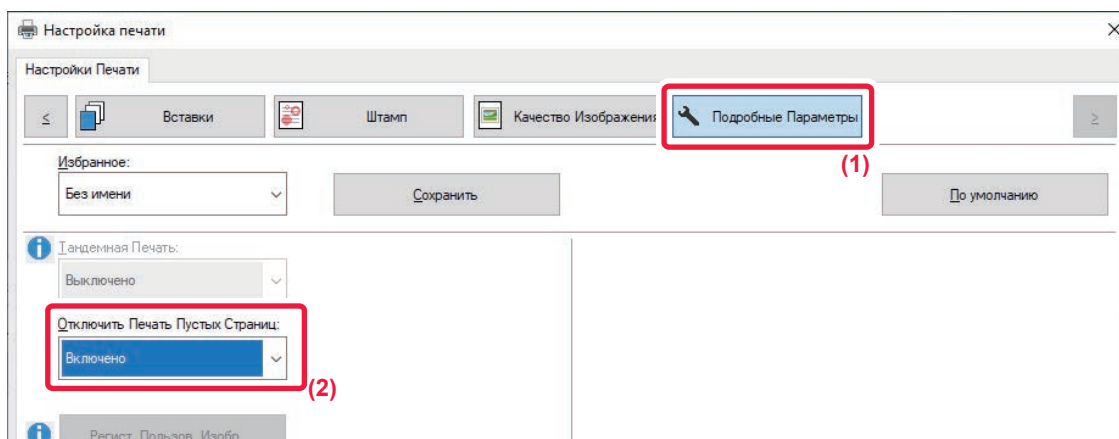 Настройка печати
Настройки Печати
< Вставки Штамп Качество Изображения Подробные Параметры >
(1)
Избранное:
Без имени Сохранить По умолчанию
Тандемная Печать:
Выключено
Отключить Печать Пустых Страниц:
Включено
(2)
Регист. Пользов. Изобр.